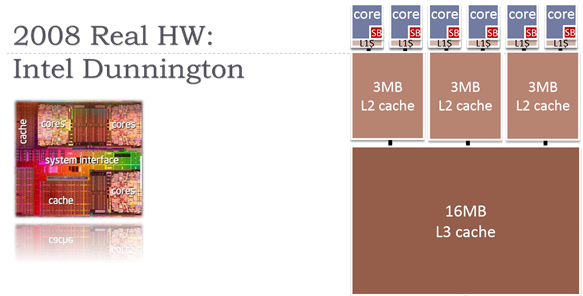 2008 Real HW:
Intel Dunnington
cache
cores
cores
system interface
cores
cache
core core core core core core
SB SB SB SB SB SB
L1$ L1$ L1$ L1$ L1$ L1$
3MB 3MB 3MB
L2 cache L2 cache L2 cache
16MB
L3 cache